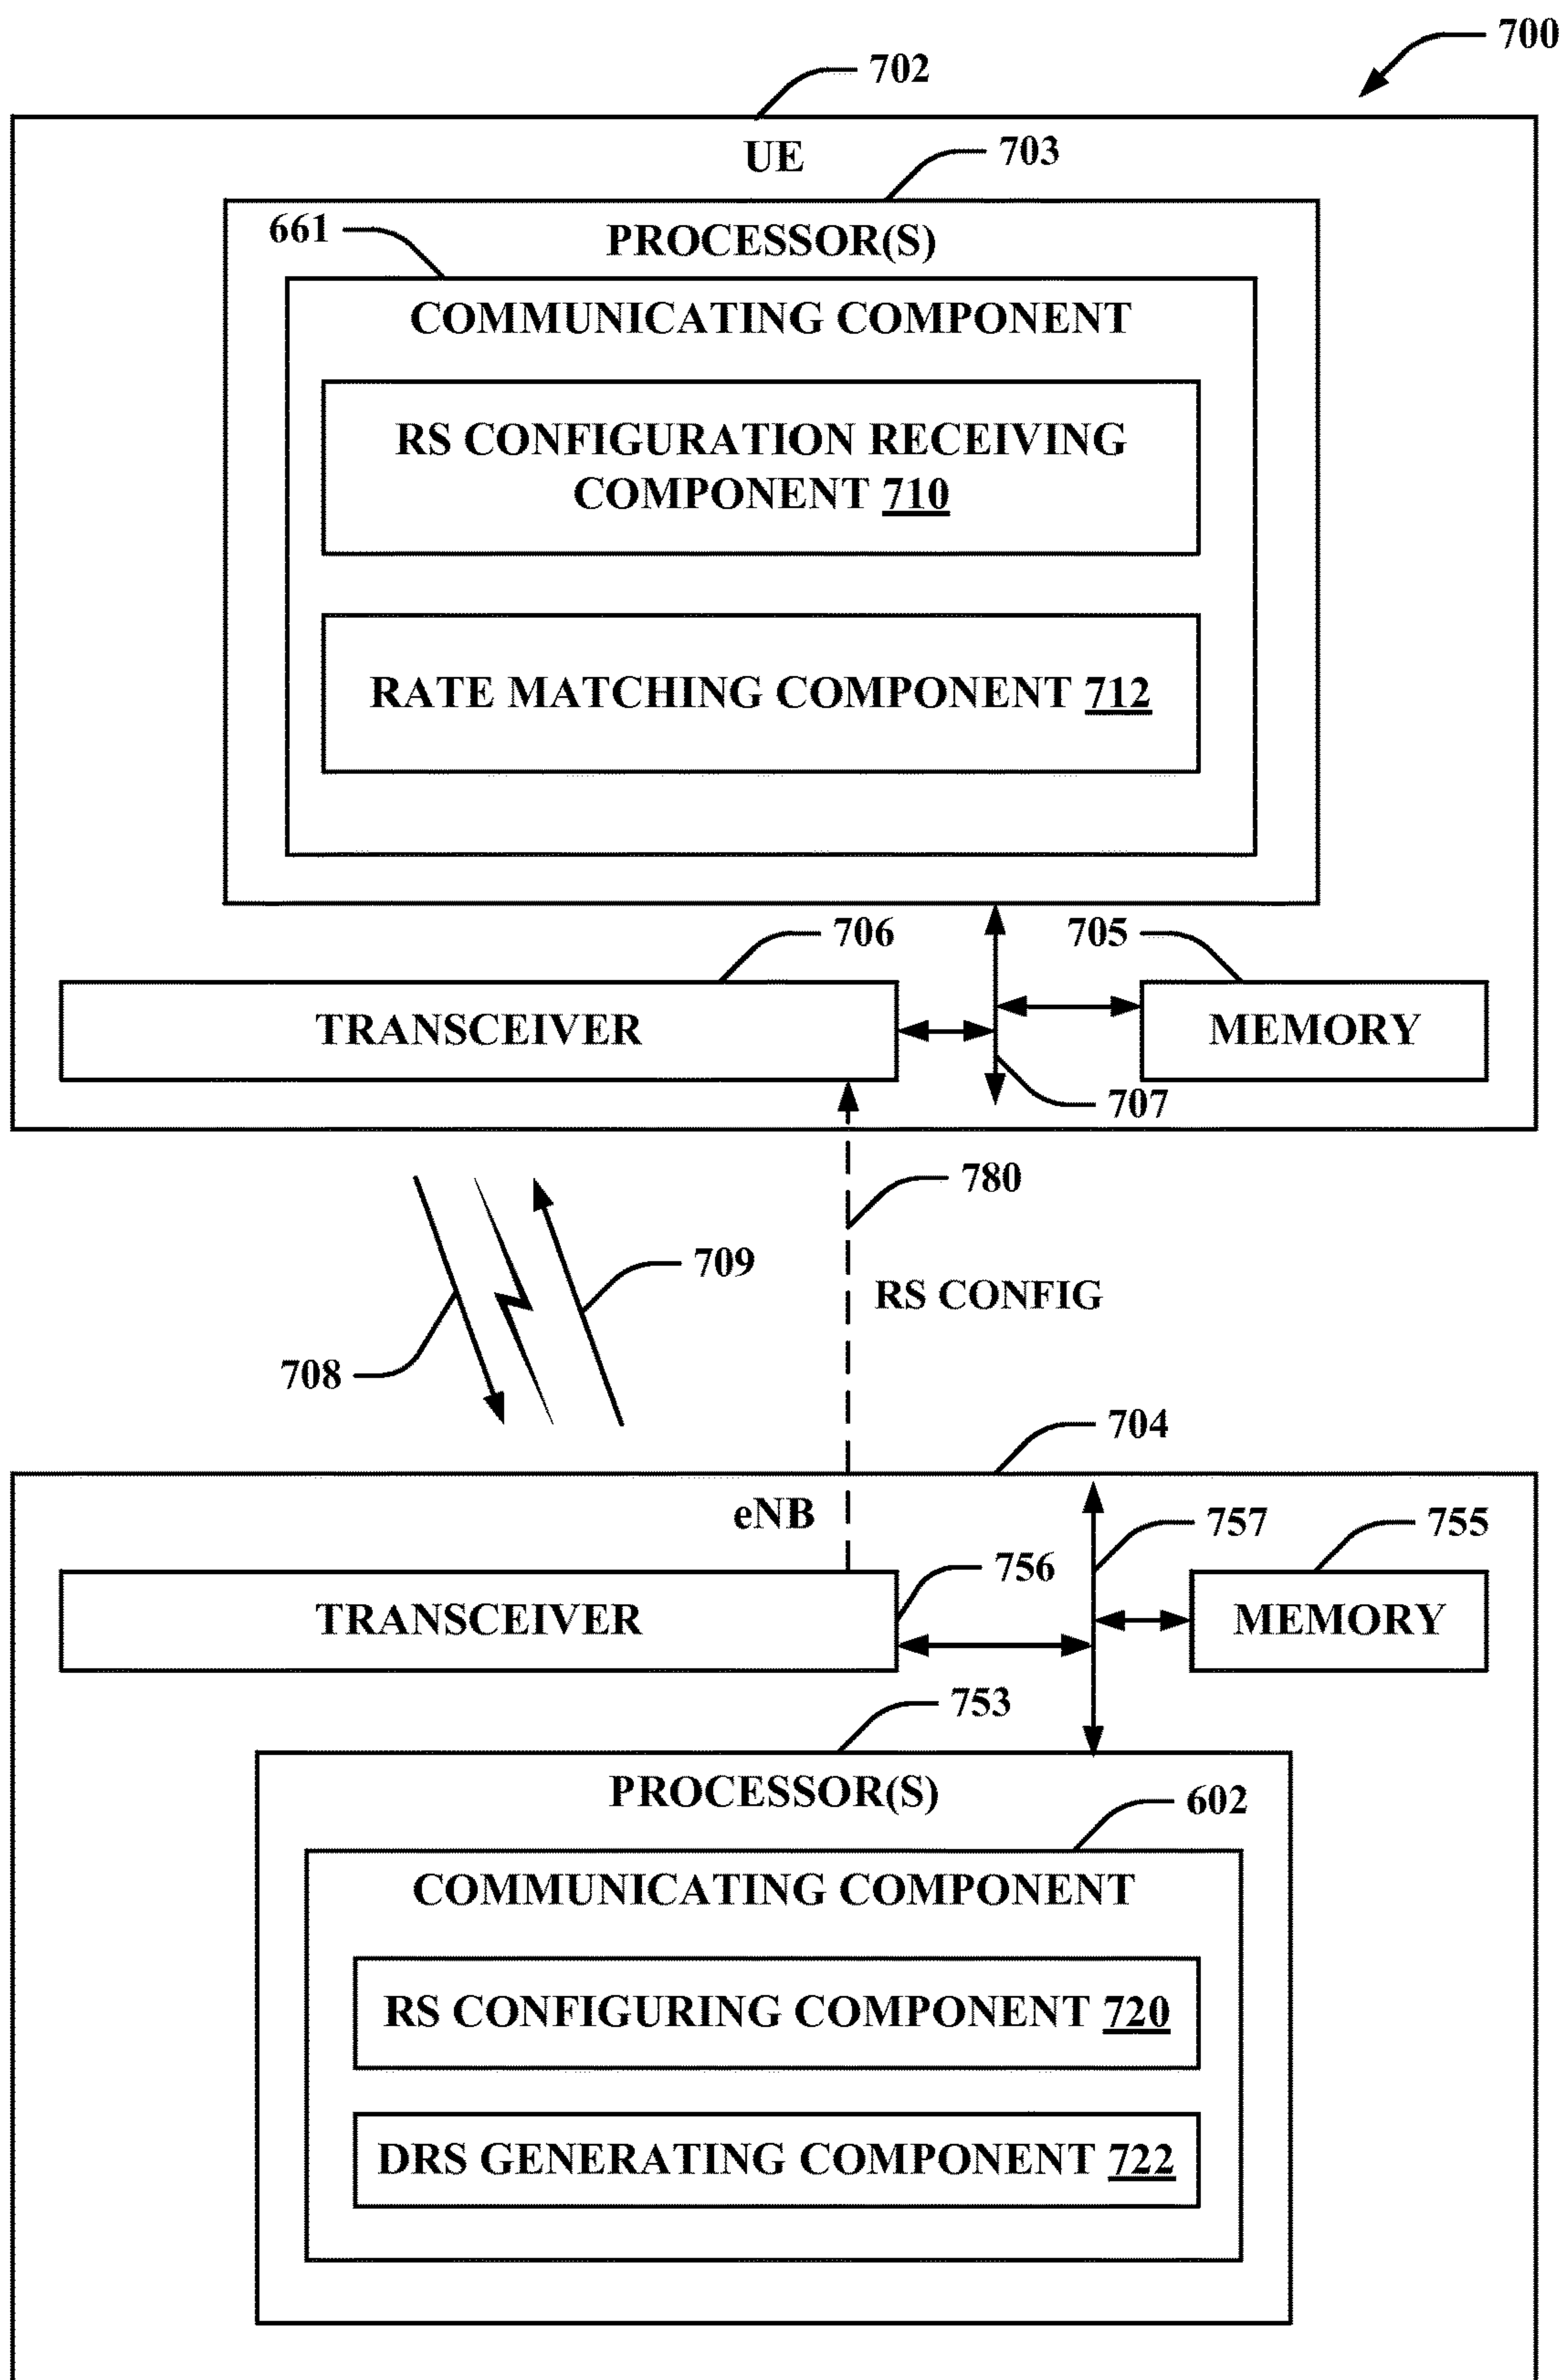 700
702
UE
703
661
PROCESSOR(S)
COMMUNICATING COMPONENT
RS CONFIGURATION RECEIVING
COMPONENT 710
RATE MATCHING COMPONENT 712
706
705
TRANSCEIVER
MEMORY
707
780
709
RS CONFIG
708
704
eNB
757
755
756
TRANSCEIVER
MEMORY
753
PROCESSOR(S)
602
COMMUNICATING COMPONENT
RS CONFIGURING COMPONENT 720
DRS GENERATING COMPONENT 722